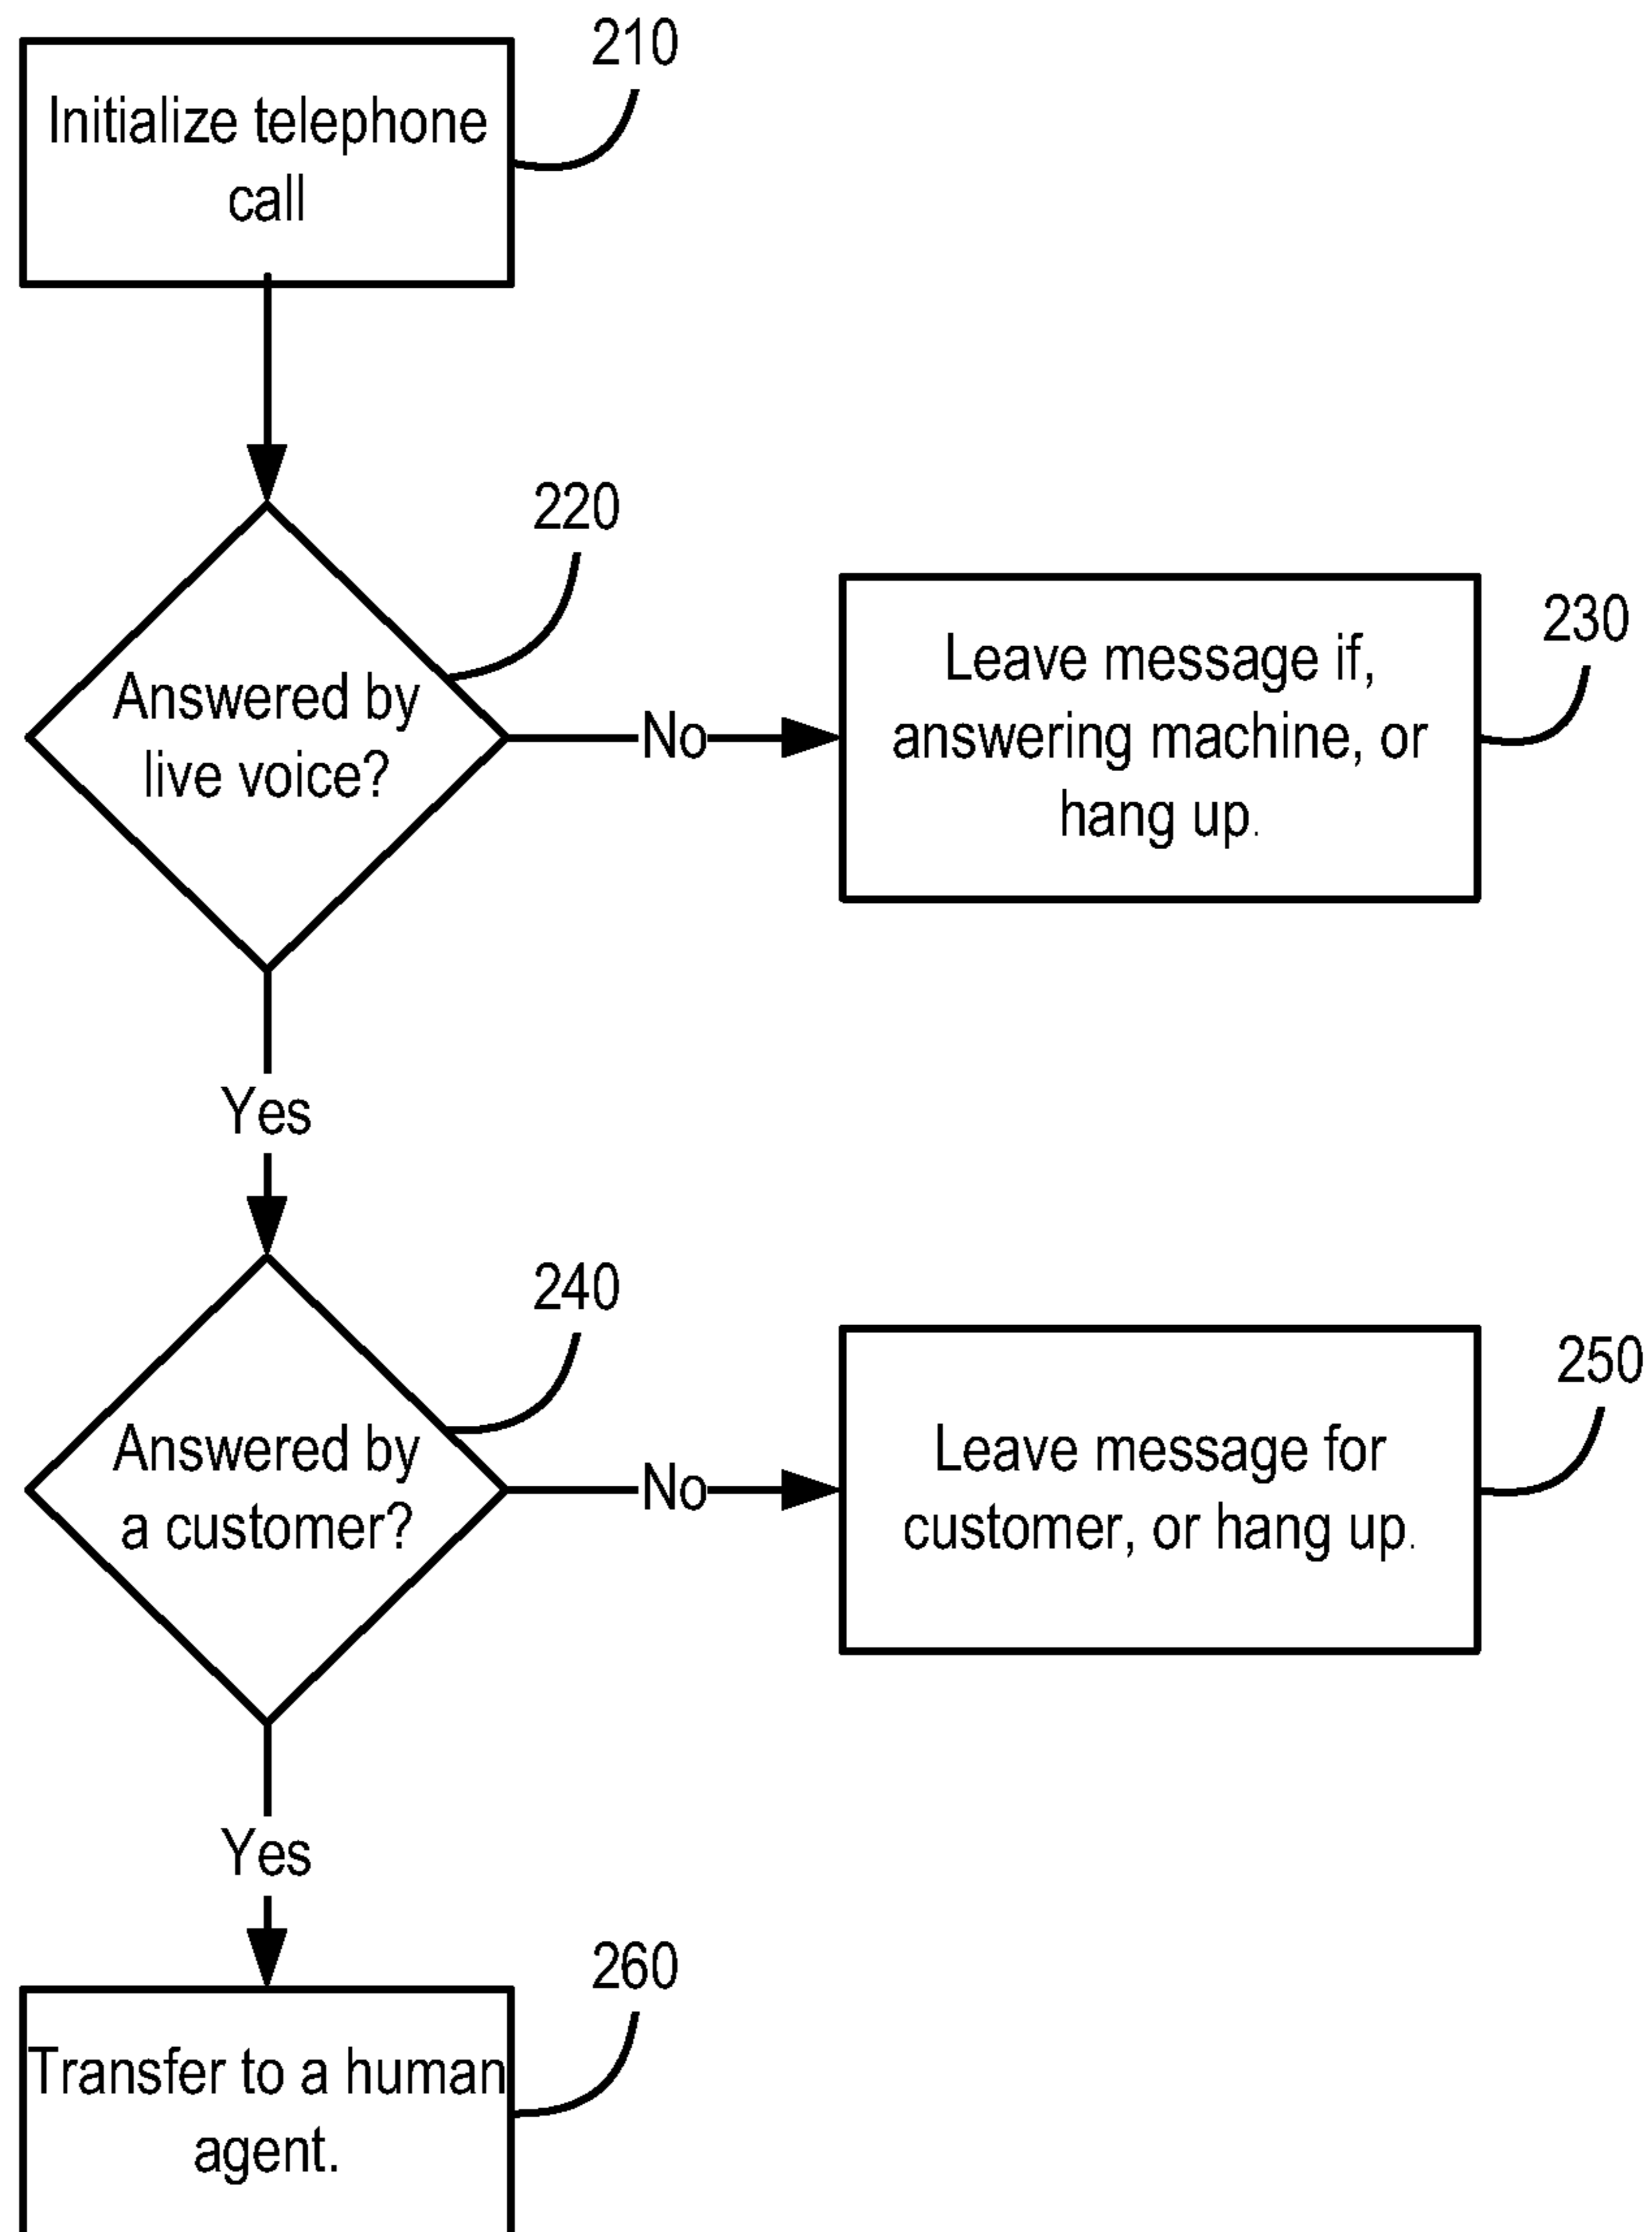 210
Initialize telephone
call
220
Answered by
live voice?
No
230
Leave message if,
answering machine, or
hang up.
Yes
240
Answered by
a customer?
No
250
Leave message for
customer, or hang up.
Yes
260
Transfer to a human
agent.